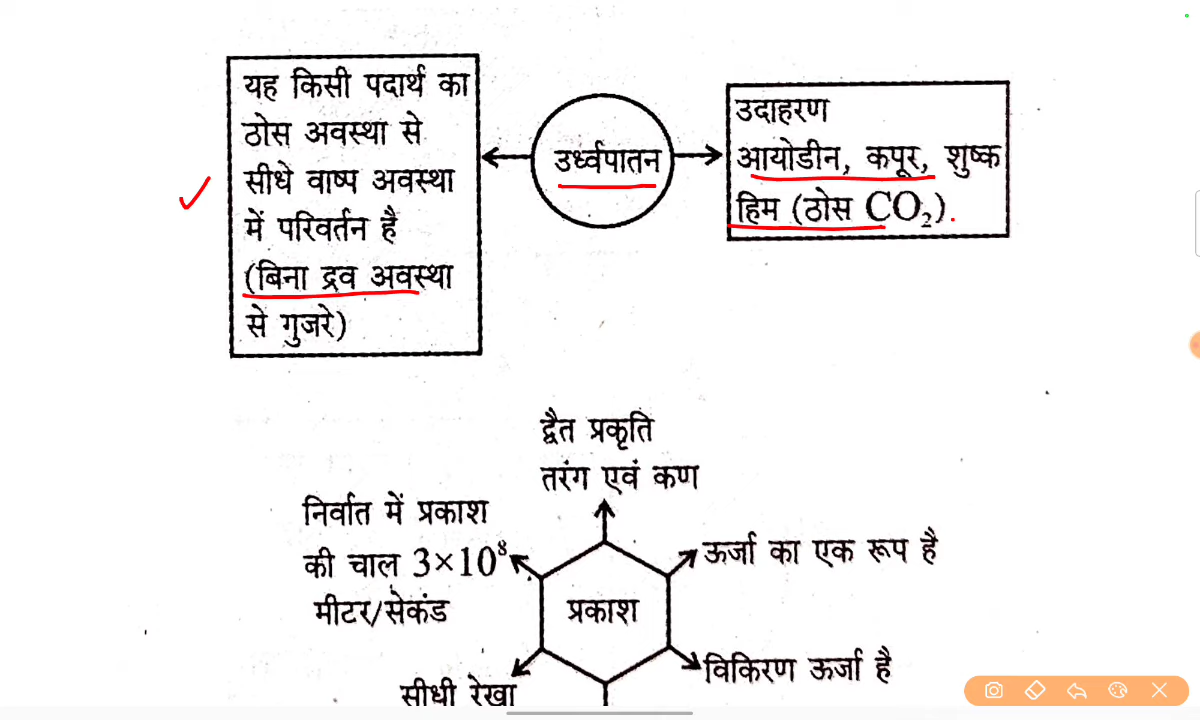 यह किसी पदार्थ का
ठोस अवस्था से
सीधे वाष्प अवस्था
में परिवर्तन है
(बिना द्रव अवस्था
से गुजरे)
उर्ध्वपातन
उदाहरण
आयोडीन, कपूर, शुष्क
हिम (ठोस CO₂).
द्वैत प्रकृति
तरंग एवं कण
निर्वात में प्रकाश
की चाल 3×10⁸
मीटर/सेकंड
ऊर्जा का एक रूप है
प्रकाश
विकिरण ऊर्जा है
सीधी रेखा